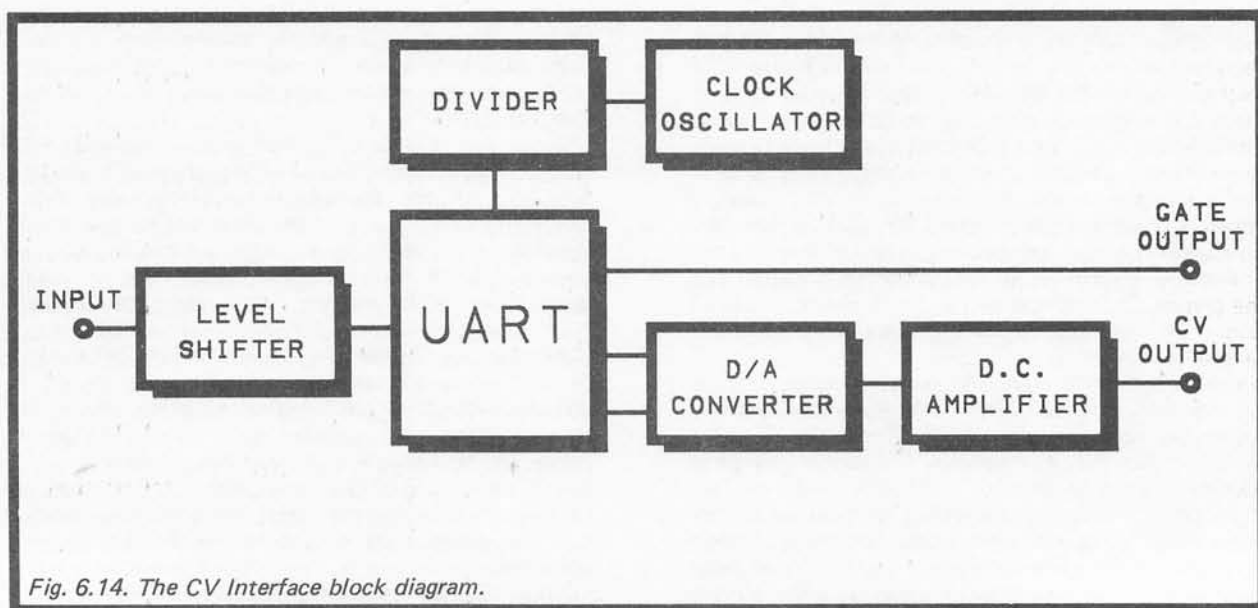 DIVIDER
CLOCK
OSCILLATOR
GATE
OUTPUT
INPUT
LEVEL
SHIFTER
UART
CV
OUTPUT
D/A
CONVERTER
D.C.
AMPLIFIER
Fig. 6.14. The CV Interface block diagram.